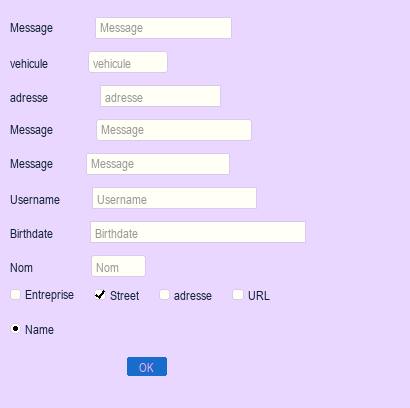 Message Message
vehicule vehicule
adresse adresse
Message Message
Message Message
Username Username
Birthdate Birthdate
Nom Nom
Entreprise Street adresse URL
Name
OK